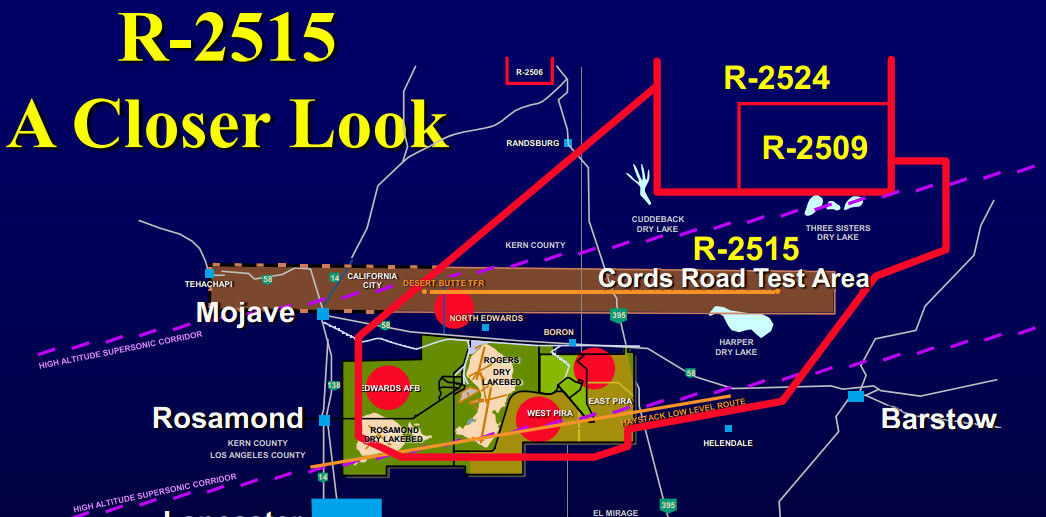 R-2515
A Closer Look
R-2506
R-2524
R-2509
RANDSBURG
CUDDEBACK
DRY LAKE
THREE SISTERS
DRY LAKE
KERN COUNTY
R-2515
Cords Road Test Area
TEHACHAPI
58
14
CALIFORNIA
CITY
DESERT BUTTE TFR
Mojave
58
NORTH EDWARDS
395
BORON
HARPER
DRY LAKE
HIGH ALTITUDE SUPERSONIC CORRIDOR
ROGERS
DRY
LAKEBED
58
138
EDWARDS AFB
EAST PIRA
WEST PIRA
HAYSTACK LOW LEVEL ROUTE
Rosamond
ROSAMOND
DRY LAKEBED
Barstow
KERN COUNTY
LOS ANGELES COUNTY
HELENDALE
14
HIGH ALTITUDE SUPERSONIC CORRIDOR
395
EL MIRAGE